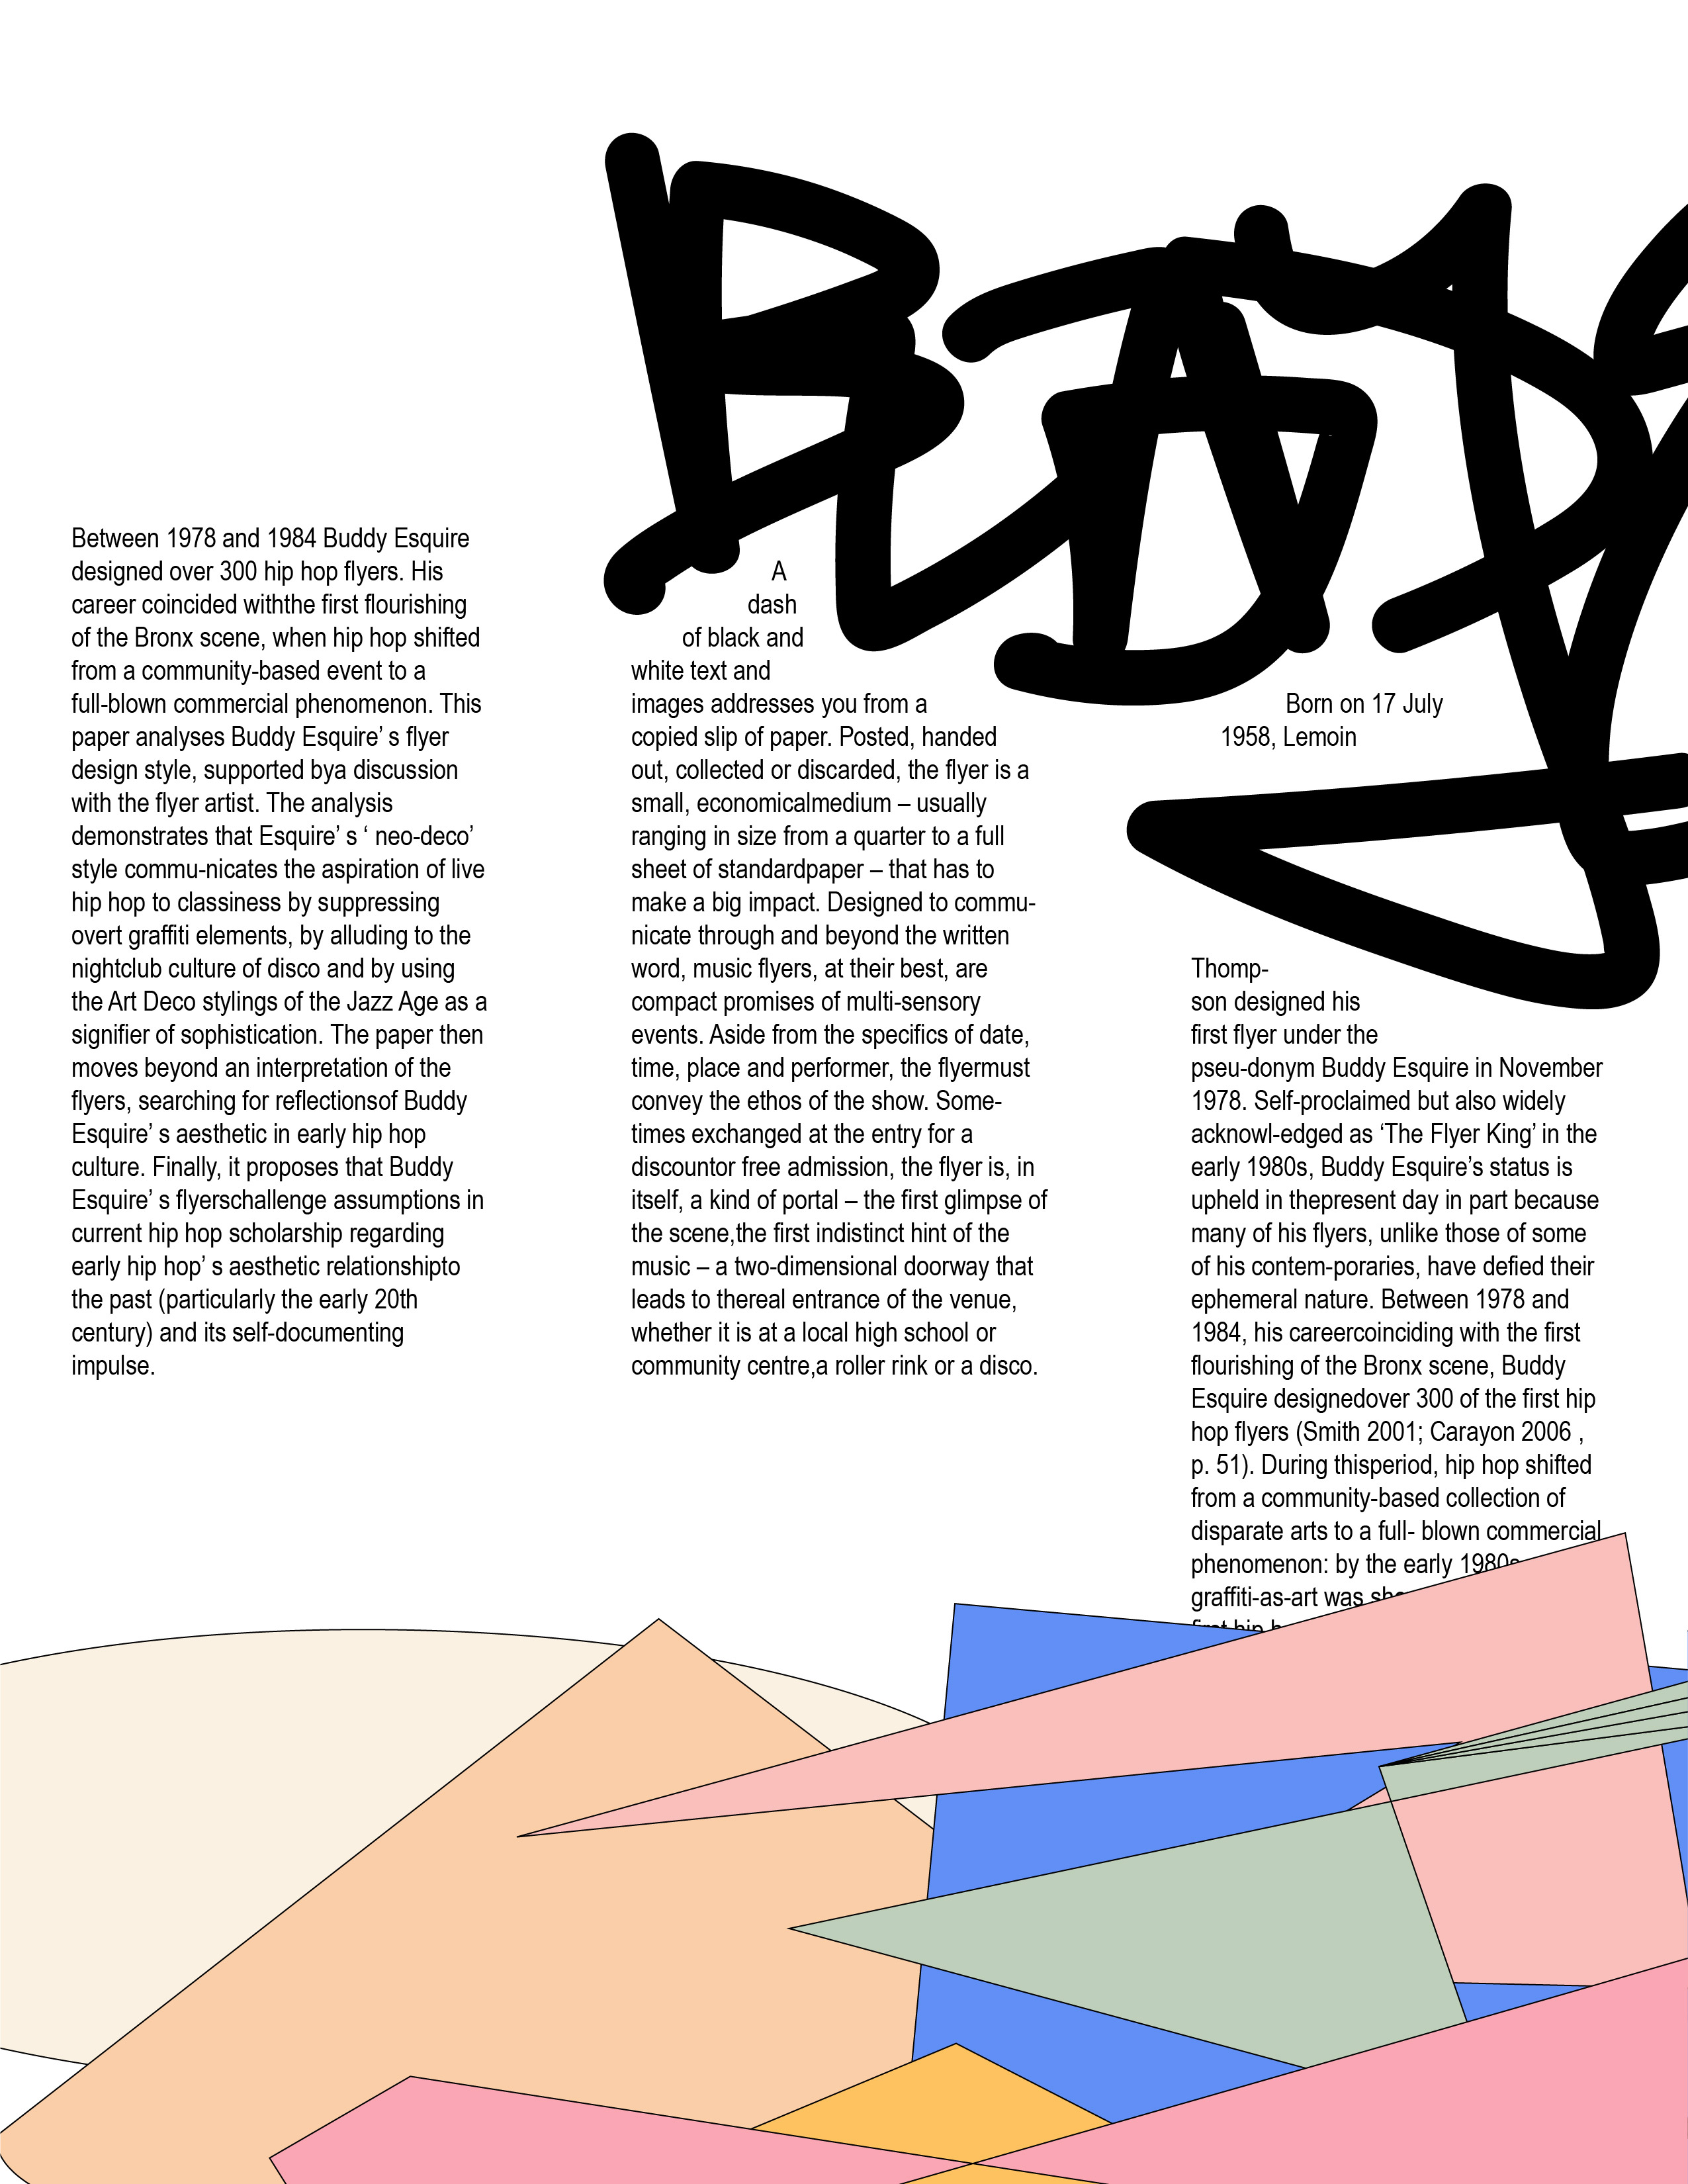 Between 1978 and 1984 Buddy Esquire
designed over 300 hip hop flyers. His
career coincided withthe first flourishing
of the Bronx scene, when hip hop shifted
from a community-based event to a
full-blown commercial phenomenon. This
paper analyses Buddy Esquire’ s flyer
design style, supported bya discussion
with the flyer artist. The analysis
demonstrates that Esquire’ s ‘ neo-deco’
style commu-nicates the aspiration of live
hip hop to classiness by suppressing
overt graffiti elements, by alluding to the
nightclub culture of disco and by using
the Art Deco stylings of the Jazz Age as a
signifier of sophistication. The paper then
moves beyond an interpretation of the
flyers, searching for reflectionsof Buddy
Esquire’ s aesthetic in early hip hop
culture. Finally, it proposes that Buddy
Esquire’ s flyerschallenge assumptions in
current hip hop scholarship regarding
early hip hop’ s aesthetic relationshipto
the past (particularly the early 20th
century) and its self-documenting
impulse.
A
dash
of black and
white text and
images addresses you from a
copied slip of paper. Posted, handed
out, collected or discarded, the flyer is a
small, economicalmedium – usually
ranging in size from a quarter to a full
sheet of standardpaper – that has to
make a big impact. Designed to commu-
nicate through and beyond the written
word, music flyers, at their best, are
compact promises of multi-sensory
events. Aside from the specifics of date,
time, place and performer, the flyermust
convey the ethos of the show. Some-
times exchanged at the entry for a
discountor free admission, the flyer is, in
itself, a kind of portal – the first glimpse of
the scene,the first indistinct hint of the
music – a two-dimensional doorway that
leads to thereal entrance of the venue,
whether it is at a local high school or
community centre,a roller rink or a disco.
Born on 17 July
1958, Lemoin
Thomp-
son designed his
first flyer under the
pseu-donym Buddy Esquire in November
1978. Self-proclaimed but also widely
acknowl-edged as ‘The Flyer King’ in the
early 1980s, Buddy Esquire’s status is
upheld in thepresent day in part because
many of his flyers, unlike those of some
of his contem-poraries, have defied their
ephemeral nature. Between 1978 and
1984, his careercoinciding with the first
flourishing of the Bronx scene, Buddy
Esquire designedover 300 of the first hip
hop flyers (Smith 2001; Carayon 2006 ,
p. 51). During thisperiod, hip hop shifted
from a community-based collection of
disparate arts to a full- blown commercial
phenomenon: by the early 1980s
graffiti-as-art was
first hip